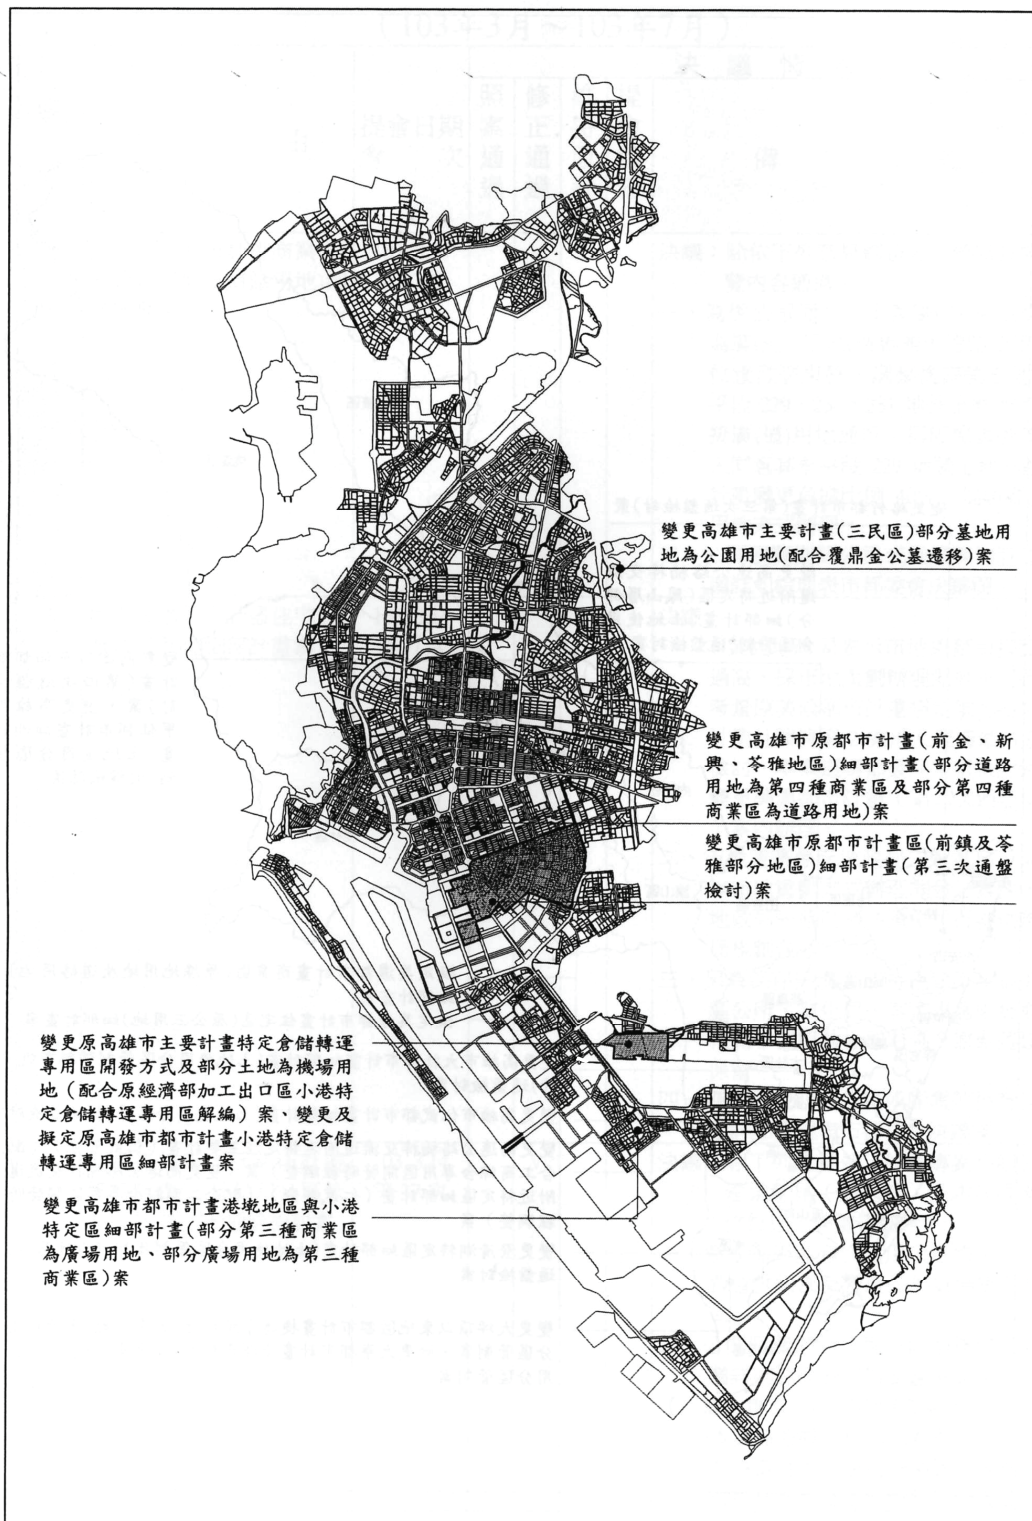 變更高雄市主要計畫(三民區)部分墓地用
地為公園用地(配合覆鼎金公墓遷移)案
變更高雄市原都市計畫(前金、新
興、苓雅地區)細部計畫(部分道路
用地為第四種商業區及部分第四種
商業區為道路用地)案
變更高雄市原都市計畫區(前鎮及苓
雅部分地區)細部計畫(第三次通盤
檢討)案
變更原高雄市主要計畫特定倉儲轉運
專用區開發方式及部分土地為機場用
地（配合原經濟部加工出口區小港特
定倉儲轉運專用區解編）案、變更及
擬定原高雄市都市計畫小港特定倉儲
轉運專用區細部計畫案
變更高雄市都市計畫港墘地區與小港
特定區細部計畫(部分第三種商業區
為廣場用地、部分廣場用地為第三種
商業區)案